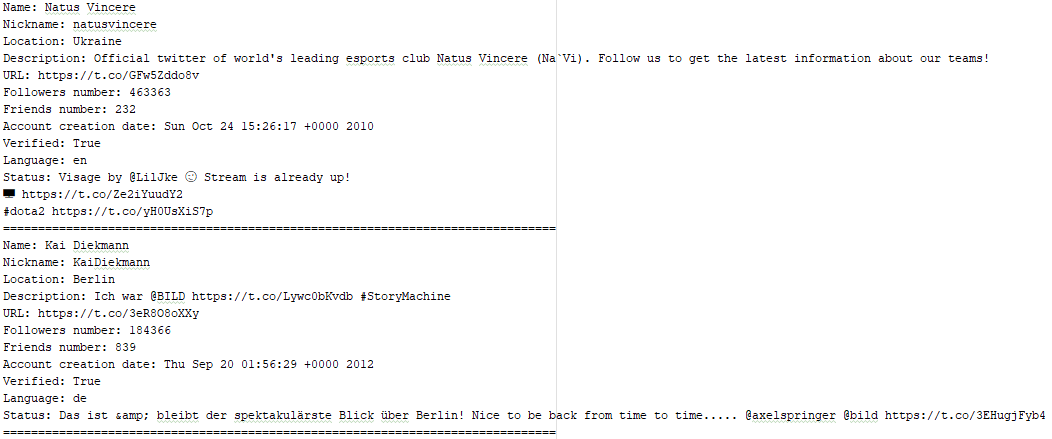 Name: Natus Vincere
Nickname: natusvincere
Location: Ukraine
Description: Official twitter of world's leading esports club Natus Vincere (Na`Vi). Follow us to get the latest information about our teams!
URL: https://t.co/GFw5Zddo8v
Followers number: 463363
Friends number: 232
Account creation date: Sun Oct 24 15:26:17 +0000 2010
Verified: True
Language: en
Status: Visage by @LilJke 🙂 Stream is already up!
🖥 https://t.co/Ze2iYuudY2
#dota2 https://t.co/yH0UsXiS7p
===============================================================================
Name: Kai Diekmann
Nickname: KaiDiekmann
Location: Berlin
Description: Ich war @BILD https://t.co/Lywc0bKvdb #StoryMachine
URL: https://t.co/3eR8O8oXXy
Followers number: 184366
Friends number: 839
Account creation date: Thu Sep 20 01:56:29 +0000 2012
Verified: True
Language: de
Status: Das ist &amp; bleibt der spektakulärste Blick über Berlin! Nice to be back from time to time..... @axelspringer @bild https://t.co/3EHugjFyb4
===============================================================================